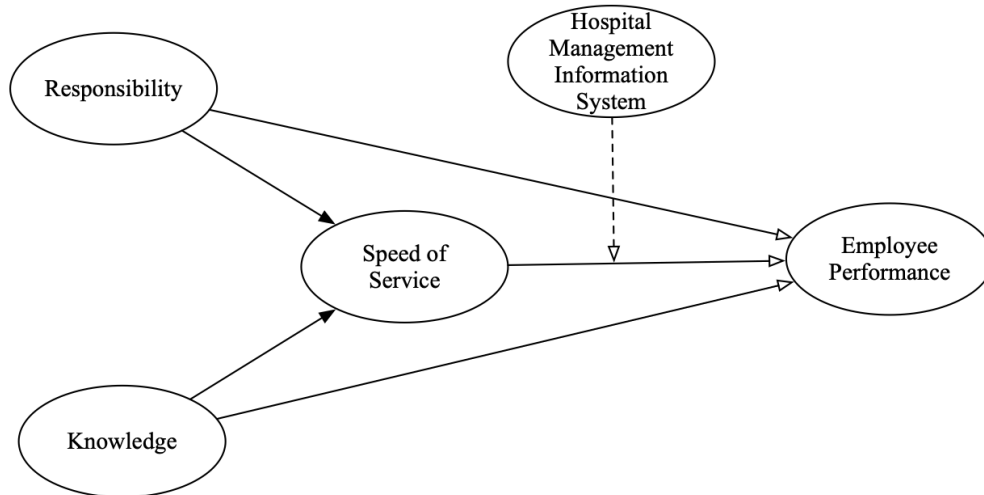 Hospital
Management
Information
System
Responsibility
Speed of
Service
Employee
Performance
Knowledge